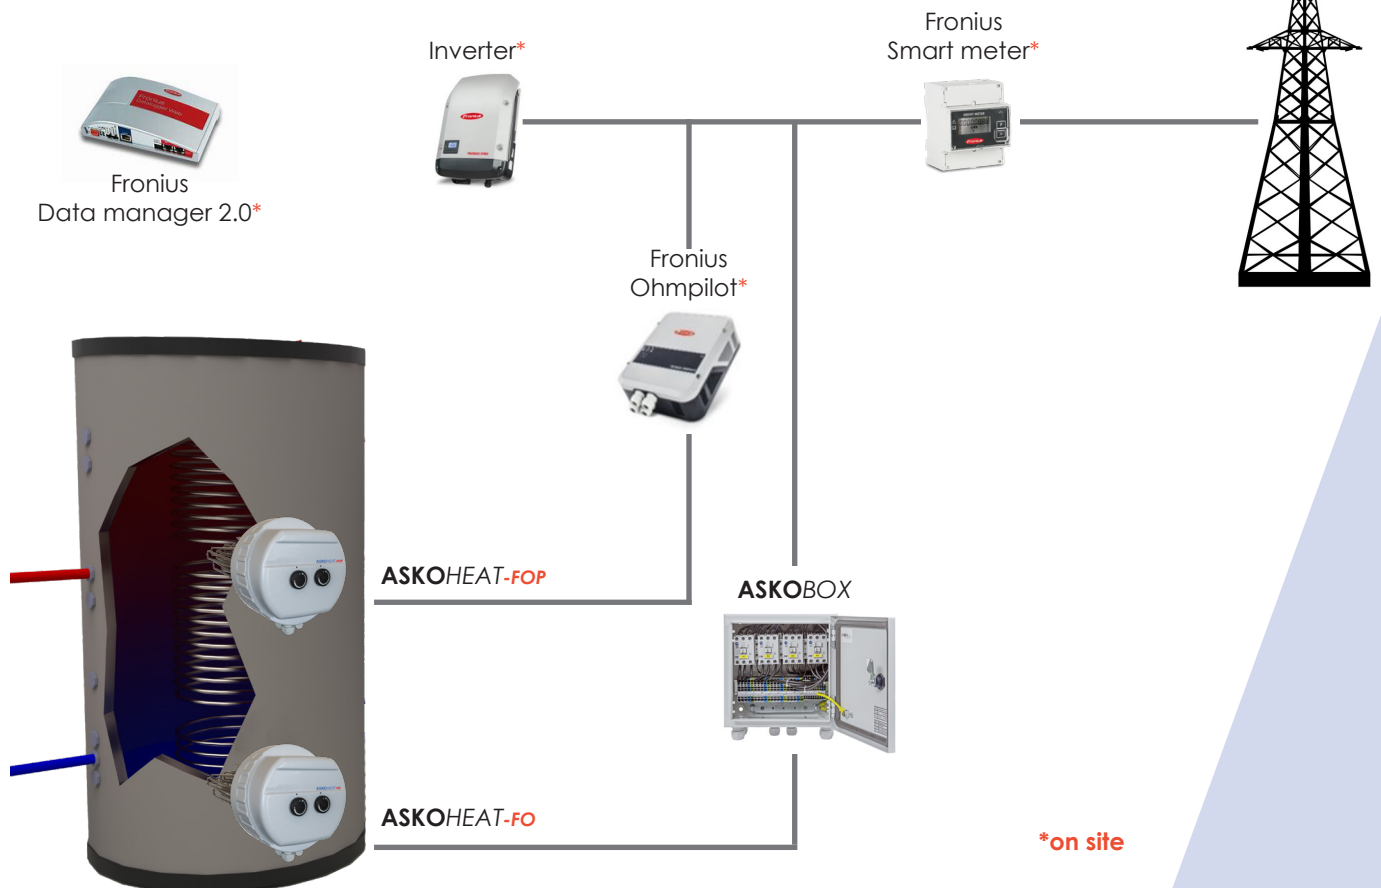 Fronius
Smart meter*
Inverter*
Fronius
Data manager 2.0*
Fronius
Ohmpilot*
ASKOHEAT-FOP
ASKOBOX
ASKOHEAT-FO
*on site